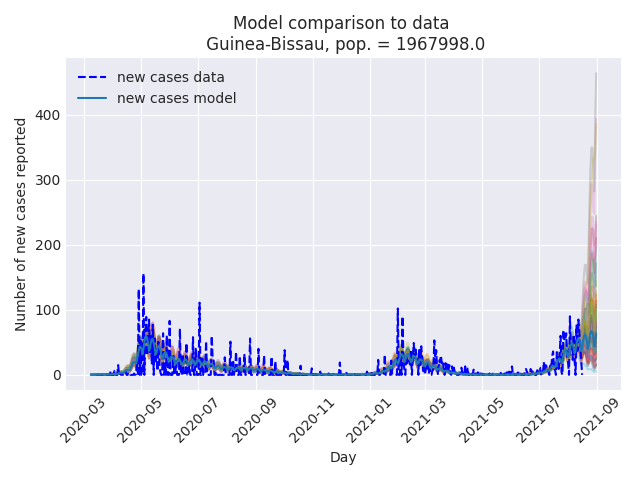 Model comparison to data
Guinea-Bissau, pop. = 1967998.0
new cases data
new cases model
Number of new cases reported
400
300
200
100
0
2020-03
2020-05
2020-07
2020-09
2020-11
2021-01
2021-03
2021-05
2021-07
2021-09
Day